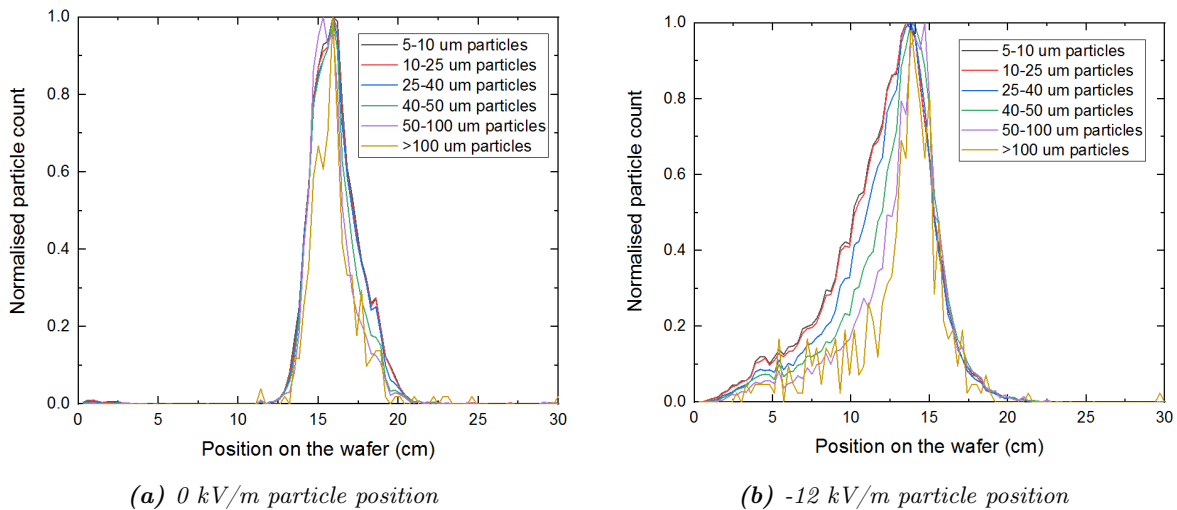 1.0
0.8
0.6
0.4
0.2
0.0
Normalised particle count
5-10 um particles
10-25 um particles
25-40 um particles
40-50 um particles
50-100 um particles
>100 um particles
0 5 10 15 20 25 30
Position on the wafer (cm)
(a) 0 kV/m particle position
1.0
0.8
0.6
0.4
0.2
0.0
Normalised particle count
5-10 um particles
10-25 um particles
25-40 um particles
40-50 um particles
50-100 um particles
>100 um particles
0 5 10 15 20 25 30
Position on the wafer (cm)
(b) -12 kV/m particle position